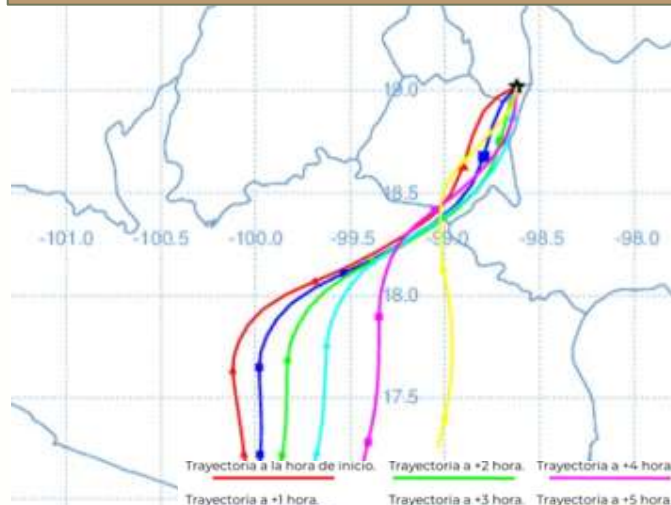 19.0
18.5
-101.0 -100.5 -100.0 -99.5 -99.0 -98.5 -98.0
18.0
17.5
Trayectoria a la hora de inicio. Trayectoria a +2 hora. Trayectoria a +4 hora
Trayectoria a +1 hora. Trayectoria a +3 hora. Trayectoria a +5 hora